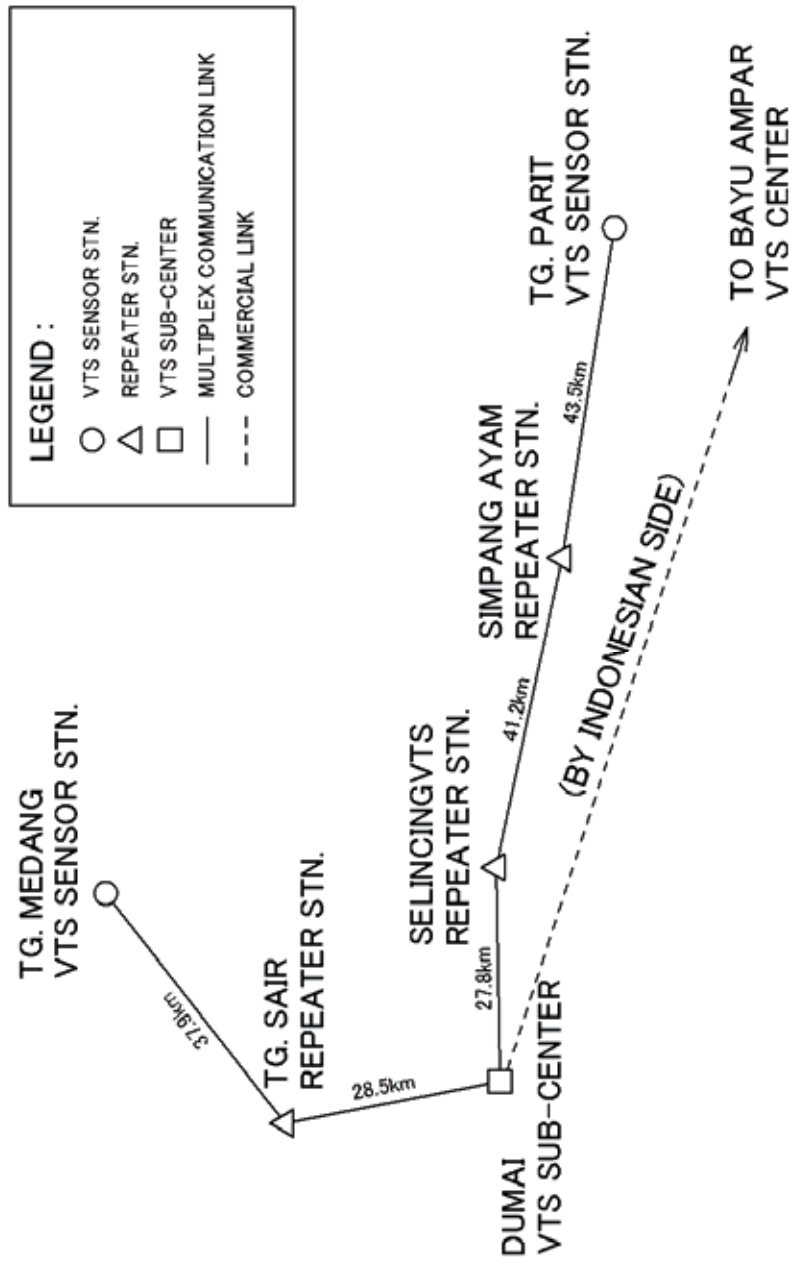 LEGEND :
VTS SENSOR STN.
REPEATER STN.
VTS SUB-CENTER
MULTIPLEX COMMUNICATION LINK
COMMERCIAL LINK
TG. MEDANG
VTS SENSOR STN.
37.9km
TG. SAIR
REPEATER STN.
28.5km
DUMAI
VTS SUB-CENTER
27.8km
SELINCINGVTS
REPEATER STN.
41.2km
SIMPANG AYAM
REPEATER STN.
43.5km
TG. PARIT
VTS SENSOR STN.
(BY INDONESIAN SIDE)
TO BAYU AMPAR
VTS CENTER